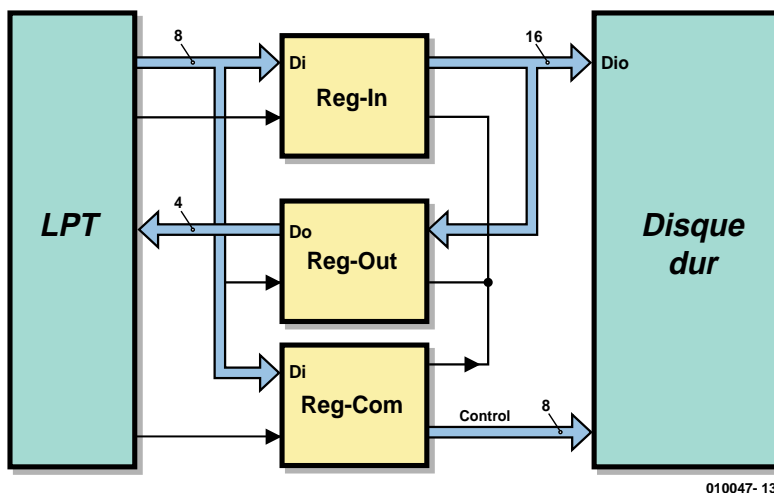 8
16
Di
Dio
Reg-In
LPT
4
Do
Reg-Out
Disque
dur
Di
Reg-Com
Control
8
010047- 13